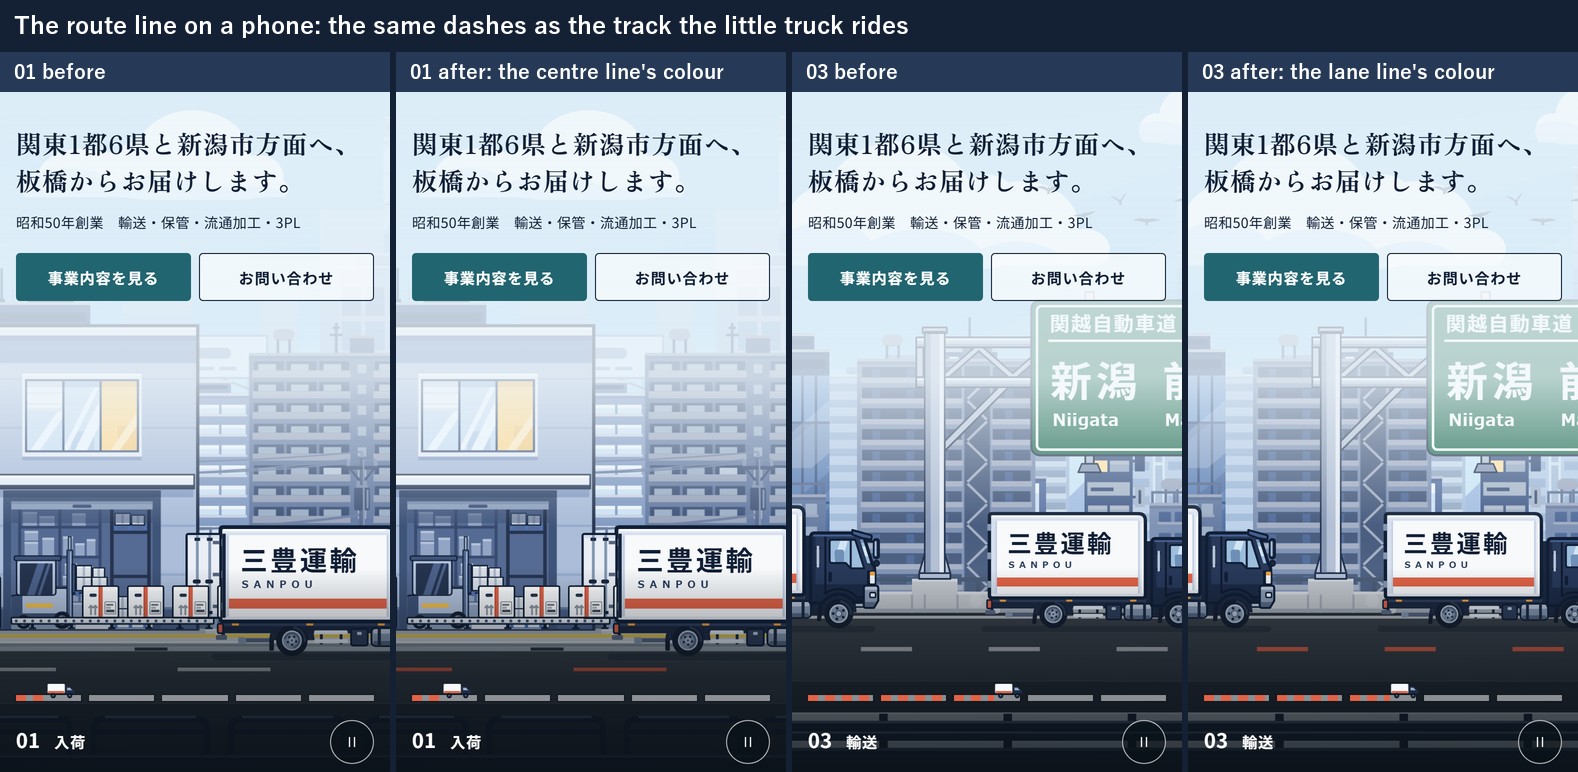 The route line on a phone: the same dashes as the track the little truck rides
01 before
関東1都6県と新潟市方面へ、
板橋からお届けします。
昭和50年創業 輸送・保管・流通加工・3PL
事業内容を見る
お問い合わせ
三豊運輸
SANPOU
01 入荷
01 after: the centre line's colour
関東1都6県と新潟市方面へ、
板橋からお届けします。
昭和50年創業 輸送・保管・流通加工・3PL
事業内容を見る
お問い合わせ
三豊運輸
SANPOU
01 入荷
03 before
関東1都6県と新潟市方面へ、
板橋からお届けします。
昭和50年創業 輸送・保管・流通加工・3PL
事業内容を見る
お問い合わせ
関越自動車道
新潟 前
Niigata Ma
三豊運輸
SANPOU
03 輸送
03 after: the lane line's colour
関東1都6県と新潟市方面へ、
板橋からお届けします。
昭和50年創業 輸送・保管・流通加工・3PL
事業内容を見る
お問い合わせ
関越自動車道
新潟 前
Niigata Ma
三豊運輸
SANPOU
03 輸送